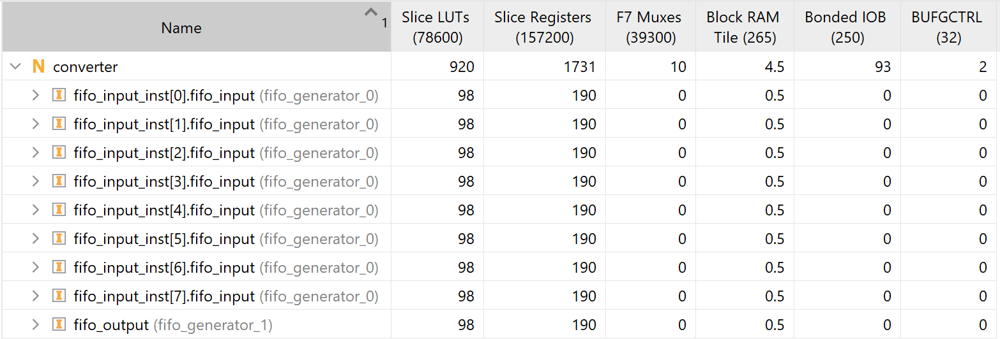 Name 1 Slice LUTs (78600) Slice Registers (157200) F7 Muxes (39300) Block RAM Tile (265) Bonded IOB (250) BUFGCTRL (32)
N converter 920 1731 10 4.5 93 2
fifo_input_inst[0].fifo_input (fifo_generator_0) 98 190 0 0.5 0 0
fifo_input_inst[1].fifo_input (fifo_generator_0) 98 190 0 0.5 0 0
fifo_input_inst[2].fifo_input (fifo_generator_0) 98 190 0 0.5 0 0
fifo_input_inst[3].fifo_input (fifo_generator_0) 98 190 0 0.5 0 0
fifo_input_inst[4].fifo_input (fifo_generator_0) 98 190 0 0.5 0 0
fifo_input_inst[5].fifo_input (fifo_generator_0) 98 190 0 0.5 0 0
fifo_input_inst[6].fifo_input (fifo_generator_0) 98 190 0 0.5 0 0
fifo_input_inst[7].fifo_input (fifo_generator_0) 98 190 0 0.5 0 0
fifo_output (fifo_generator_1) 98 190 0 0.5 0 0